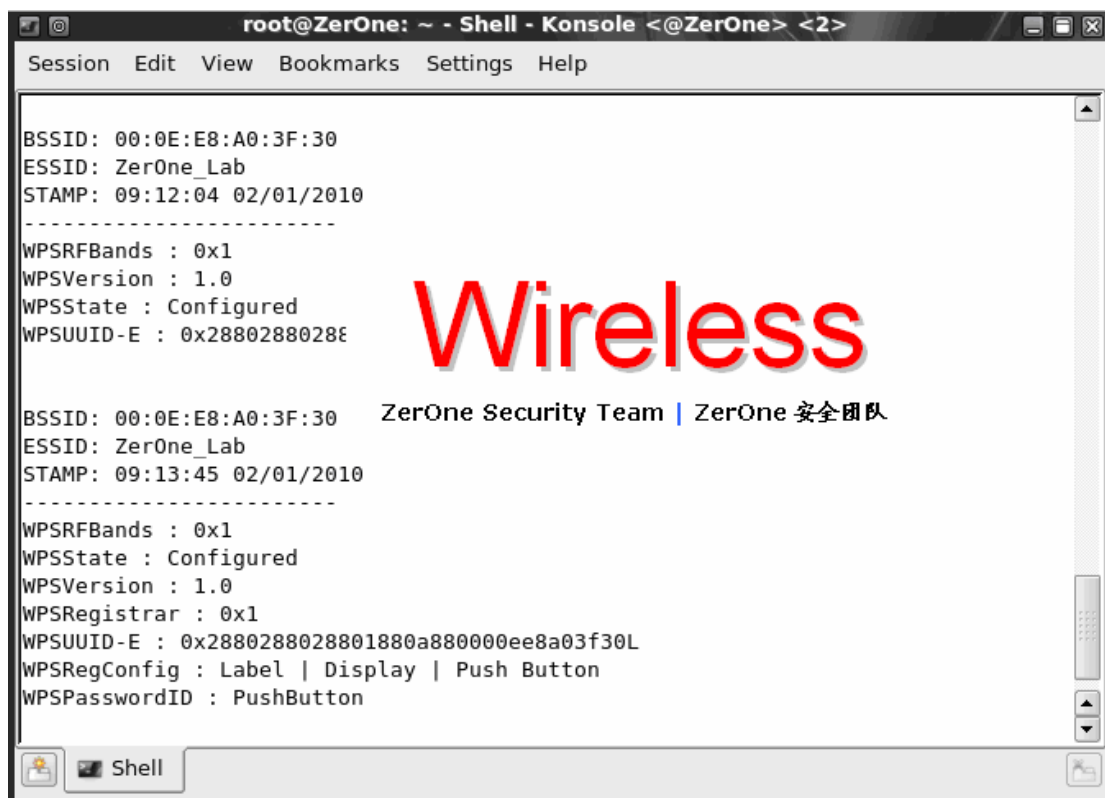 root@ZerOne: ~ - Shell - Konsole <@ZerOne> <2>
Session Edit View Bookmarks Settings Help
BSSID: 00:0E:E8:A0:3F:30
ESSID: ZerOne_Lab
STAMP: 09:12:04 02/01/2010
------------------------
WPSRFBands : 0x1
WPSVersion : 1.0
WPSState : Configured
WPSUUID-E : 0x28802880288
Wireless
ZerOne Security Team | ZerOne 安全团队
BSSID: 00:0E:E8:A0:3F:30
ESSID: ZerOne_Lab
STAMP: 09:13:45 02/01/2010
------------------------
WPSRFBands : 0x1
WPSState : Configured
WPSVersion : 1.0
WPSRegistrar : 0x1
WPSUUID-E : 0x2880288028801880a880000ee8a03f30L
WPSRegConfig : Label | Display | Push Button
WPSPasswordID : PushButton
Shell